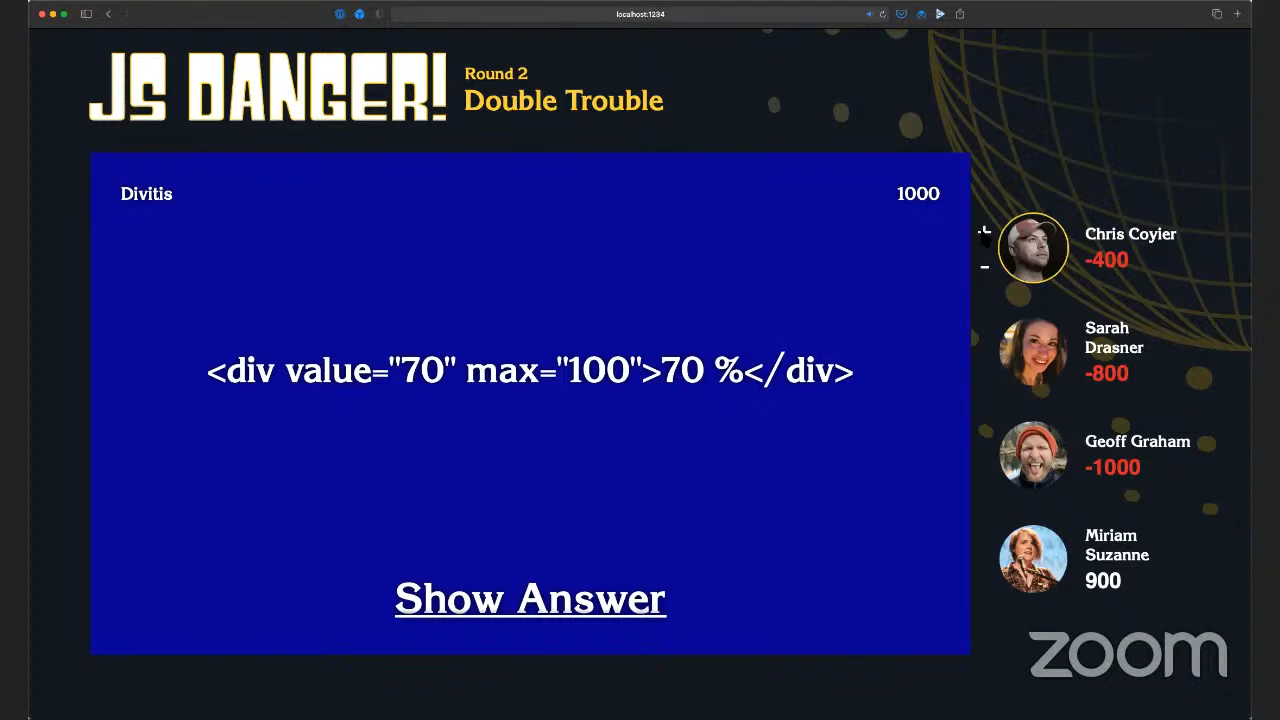 localhost:1234
JS DANGER!
Round 2
Double Trouble
Divitis
1000
<div value="70" max="100">70 %</div>
Show Answer
+
Chris Coyier
-400
-
Sarah
Drasner
-800
Geoff Graham
-1000
Miriam
Suzanne
900
zoom